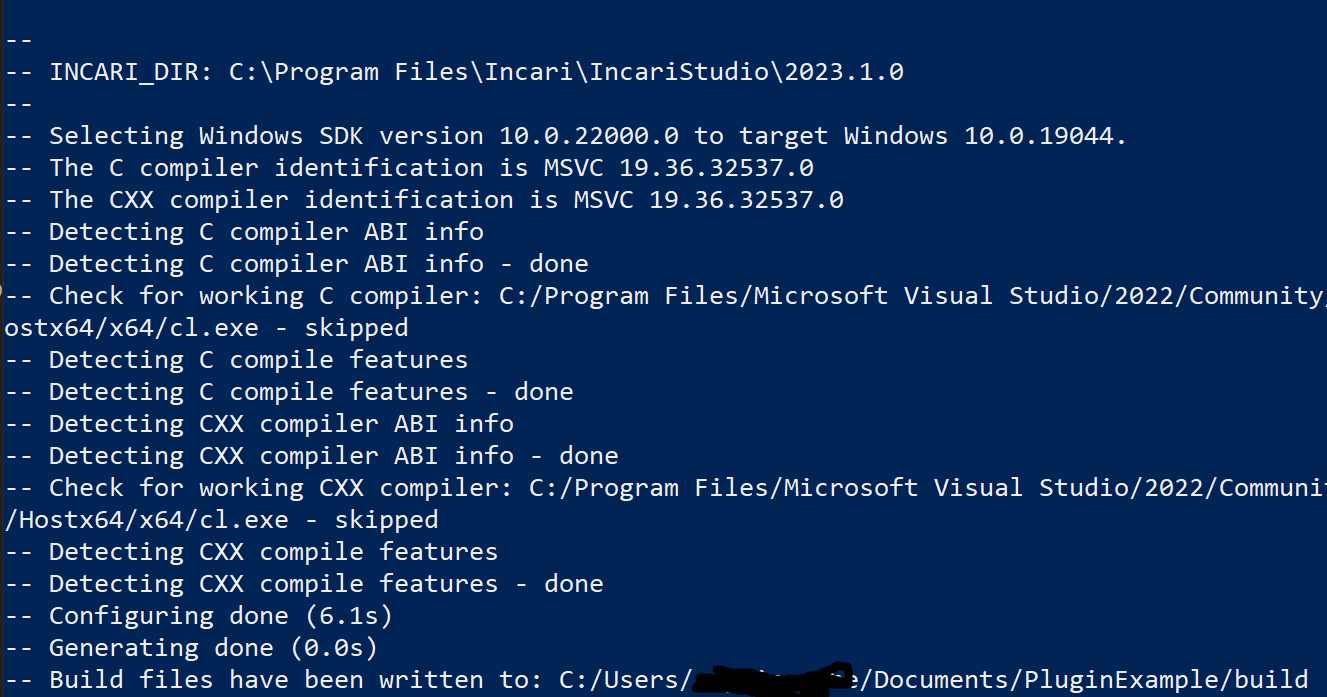 --
-- INCARI_DIR: C:\Program Files\Incari\IncariStudio\2023.1.0
--
-- Selecting Windows SDK version 10.0.22000.0 to target Windows 10.0.19044.
-- The C compiler identification is MSVC 19.36.32537.0
-- The CXX compiler identification is MSVC 19.36.32537.0
-- Detecting C compiler ABI info
-- Detecting C compiler ABI info - done
-- Check for working C compiler: C:/Program Files/Microsoft Visual Studio/2022/Community/
ostx64/x64/cl.exe - skipped
-- Detecting C compile features
-- Detecting C compile features - done
-- Detecting CXX compiler ABI info
-- Detecting CXX compiler ABI info - done
-- Check for working CXX compiler: C:/Program Files/Microsoft Visual Studio/2022/Communit
/Hostx64/x64/cl.exe - skipped
-- Detecting CXX compile features
-- Detecting CXX compile features - done
-- Configuring done (6.1s)
-- Generating done (0.0s)
-- Build files have been written to: C:/Users/ /Documents/PluginExample/build